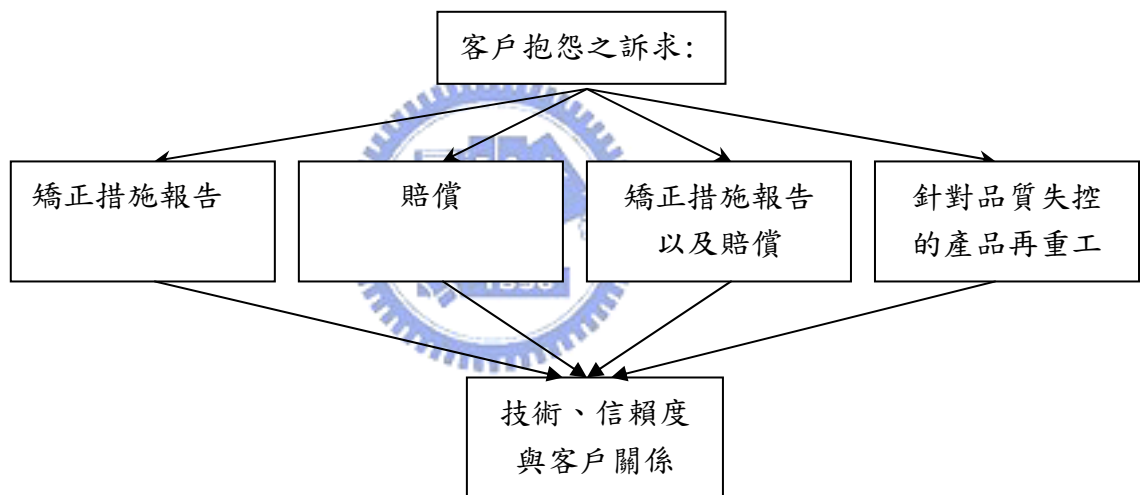 客戶抱怨之訴求:
矯正措施報告
賠償
矯正措施報告
以及賠償
針對品質失控
的產品再重工
技術、信賴度
與客戶關係